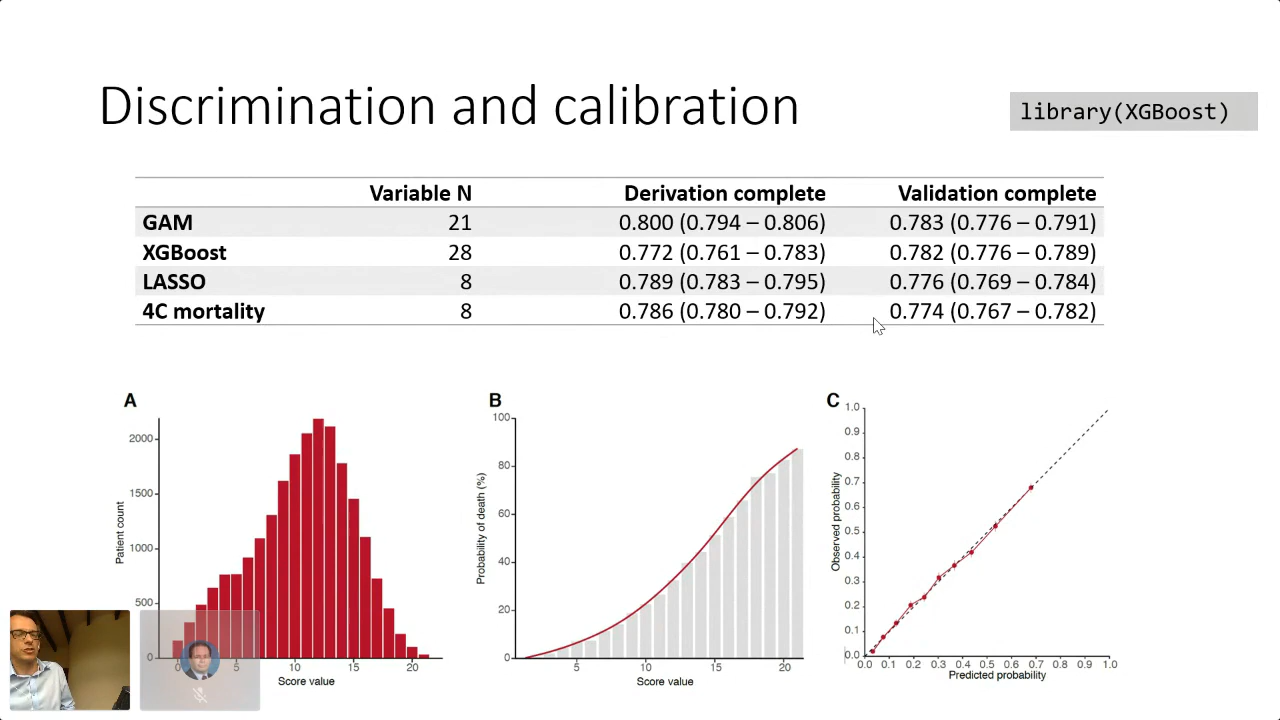 Discrimination and calibration
library(XGBoost)
Variable N Derivation complete Validation complete
GAM 21 0.800 (0.794 – 0.806) 0.783 (0.776 – 0.791)
XGBoost 28 0.772 (0.761 – 0.783) 0.782 (0.776 – 0.789)
LASSO 8 0.789 (0.783 – 0.795) 0.776 (0.769 – 0.784)
4C mortality 8 0.786 (0.780 – 0.792) 0.774 (0.767 – 0.782)
A
2000
1500
1000
500
0
Patient count
0 5 10 15 20
Score value
B
100
80
60
40
20
0
Probability of death (%)
5 10 15 20
Score value
C
1.0
0.9
0.8
0.7
0.6
0.5
0.4
0.3
0.2
0.1
0.0
Observed probability
0.0 0.1 0.2 0.3 0.4 0.5 0.6 0.7 0.8 0.9 1.0
Predicted probability